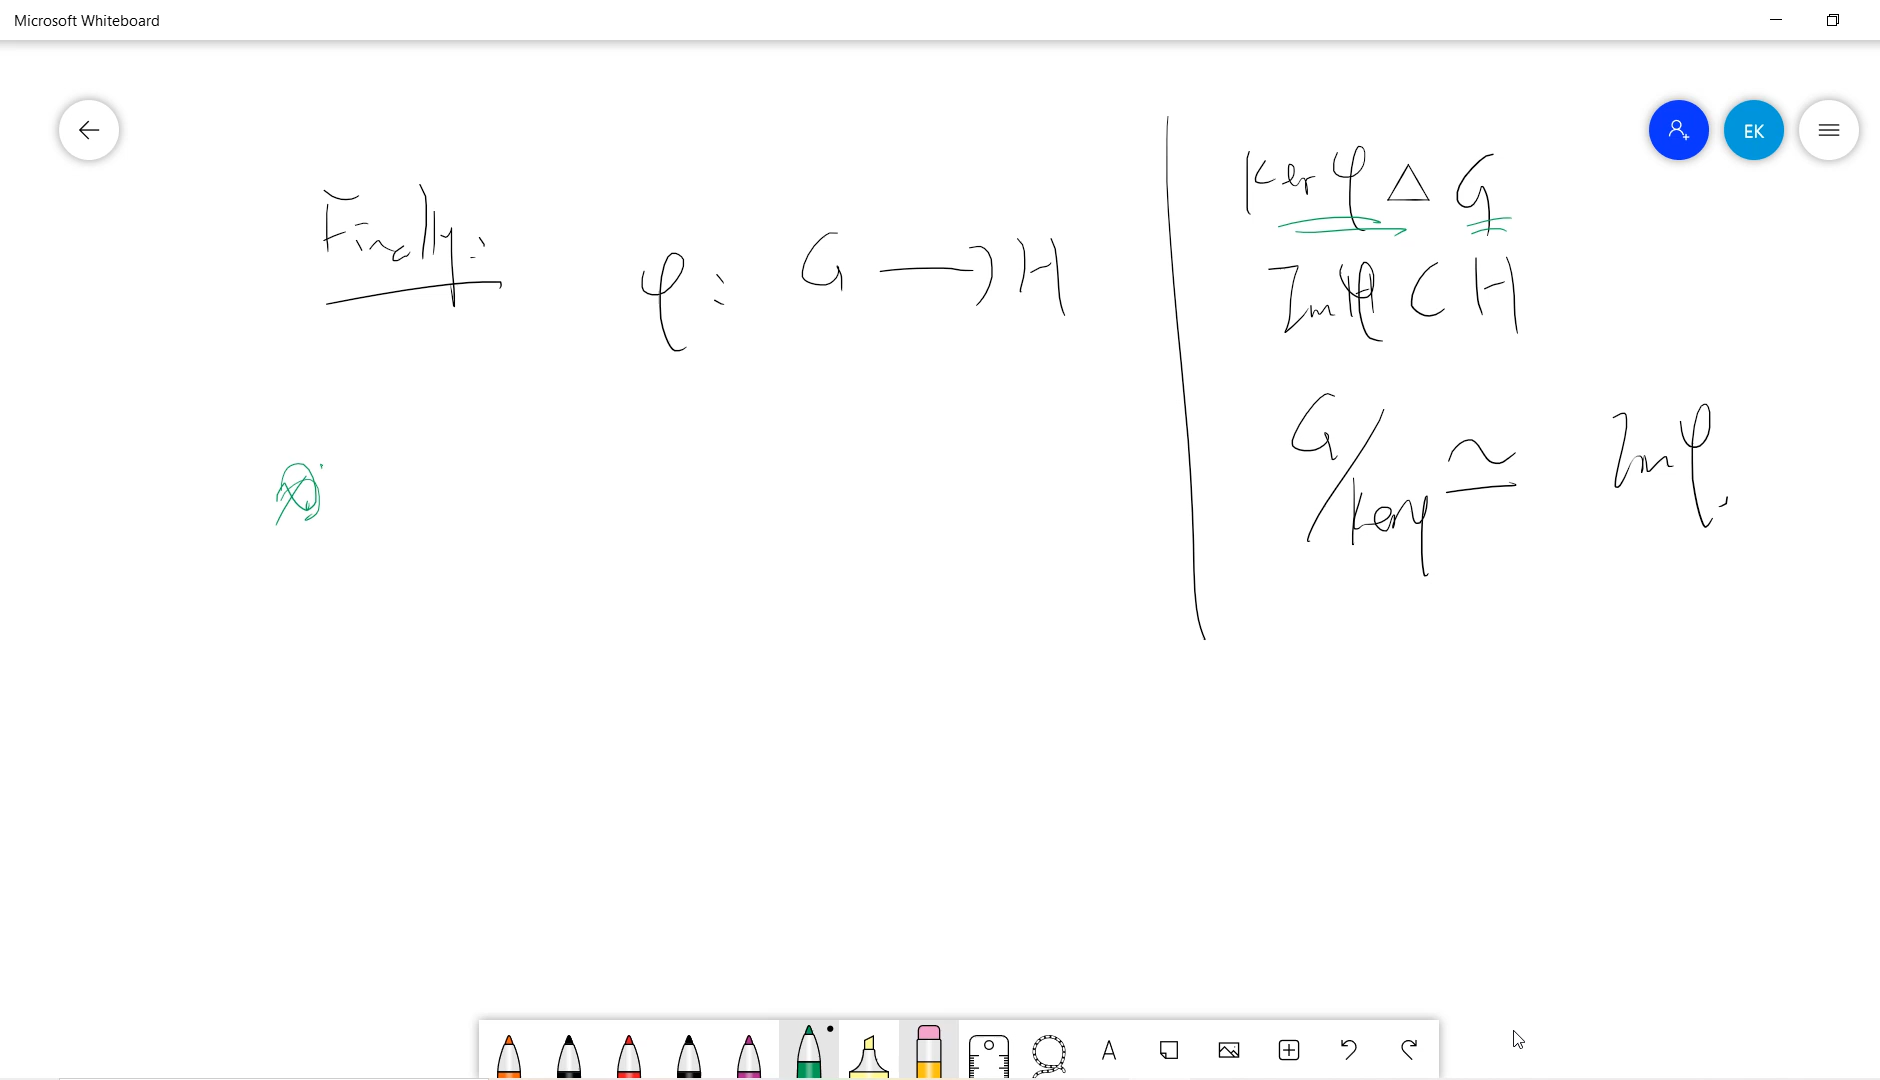 Microsoft Whiteboard
EK
Finally:
φ: G → H
Ker φ △ G
Im φ ⊂ H
G/Ker φ ≃ Im φ.
A